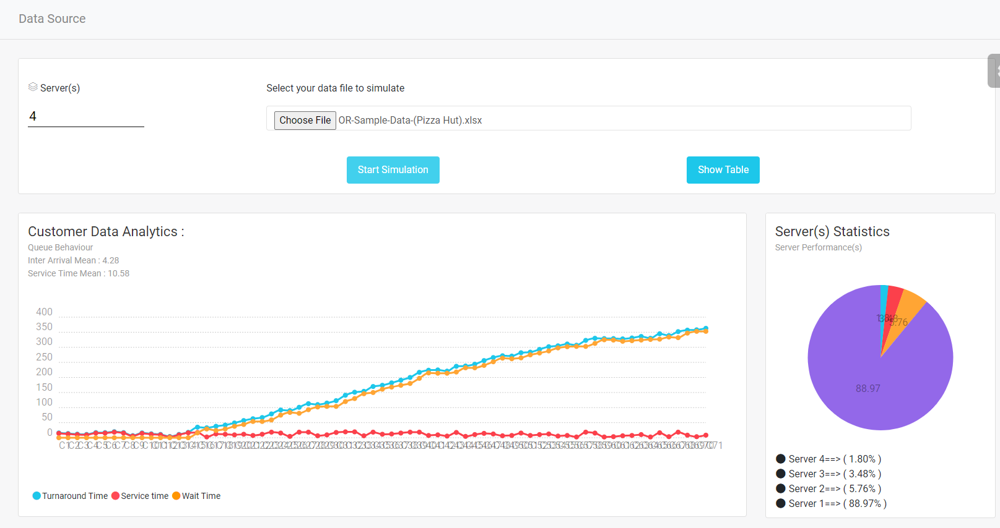 Data Source
Server(s)
Select your data file to simulate
4
Choose File OR-Sample-Data-(Pizza Hut).xlsx
Start Simulation
Show Table
Customer Data Analytics :
Queue Behaviour
Inter Arrival Mean : 4.28
Service Time Mean : 10.58
400
350
300
250
200
150
100
50
0
Turnaround Time Service time Wait Time
Server(s) Statistics
Server Performance(s)
5.76
88.97
Server 4==> ( 1.80% )
Server 3==> ( 3.48% )
Server 2==> ( 5.76% )
Server 1==> ( 88.97% )